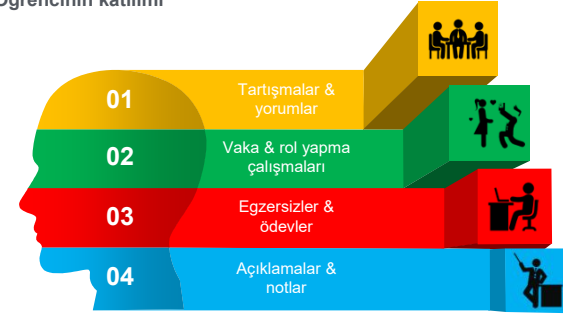 Öğrencinin katılımı
01
Tartışmalar &
yorumlar
02
Vaka & rol yapma
çalışmaları
03
Egzersizler &
ödevler
04
Açıklamalar &
notlar